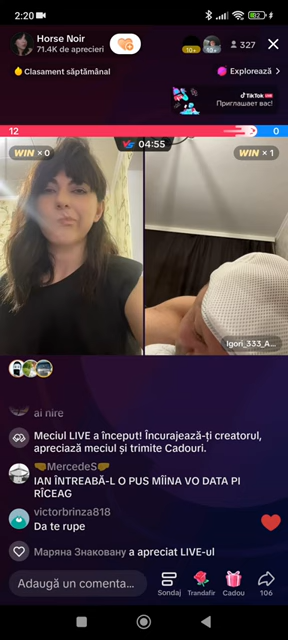 2:20
82
Horse Noir
71.4K de aprecieri
10+
10+
327
Clasament săptămânal
Explorează >
TikTok LIVE
Приглашает вас!
12
04:55
0
WIN × 0
WIN × 1
Igori_333_A...
Meciul LIVE a început! Încurajează-ți creatorul,
apreciază meciul și trimite Cadouri.
MercedeS
IAN ÎNTREABĂ-L O PUS MÎINA VO DATA PI
RÎCEAG
victorbrinza818
Da te rupe
Маряна Знаковану a apreciat LIVE-ul
Adaugă un comenta...
Sondaj
Trandafir
Cadou
106